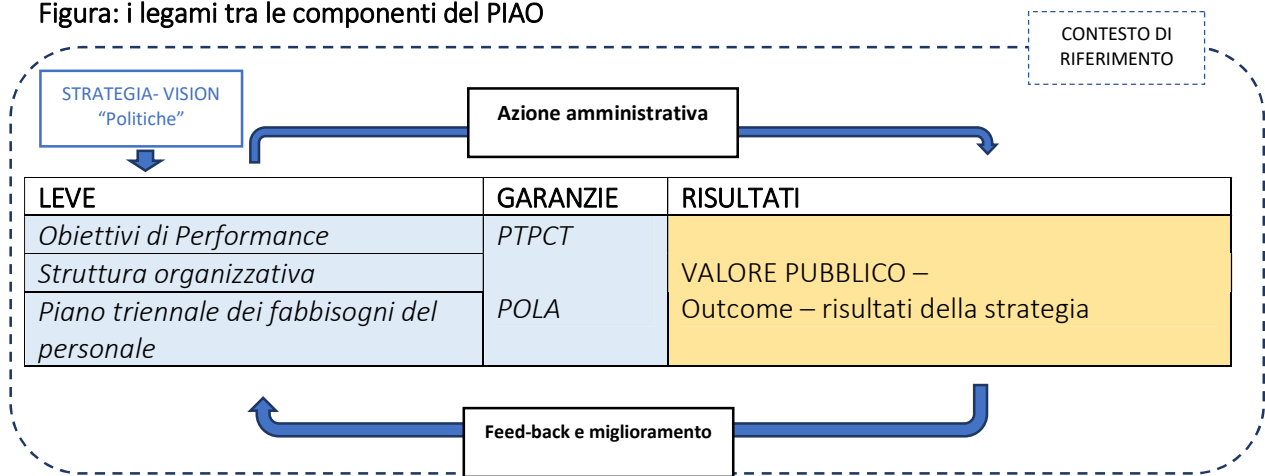 Figura: i legami tra le componenti del PIAO
CONTESTO DI
RIFERIMENTO
STRATEGIA- VISION
“Politiche”
Azione amministrativa
LEVE
GARANZIE
RISULTATI
Obiettivi di Performance
PTPCT
Struttura organizzativa
VALORE PUBBLICO –
Piano triennale dei fabbisogni del
personale
POLA
Outcome – risultati della strategia
Feed-back e miglioramento